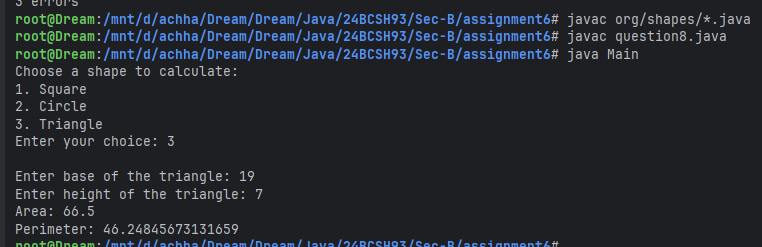 3 errors
root@Dream:/mnt/d/achha/Dream/Dream/Java/24BCSH93/Sec-B/assignment6# javac org/shapes/*.java
root@Dream:/mnt/d/achha/Dream/Dream/Java/24BCSH93/Sec-B/assignment6# javac question8.java
root@Dream:/mnt/d/achha/Dream/Dream/Java/24BCSH93/Sec-B/assignment6# java Main
Choose a shape to calculate:
1. Square
2. Circle
3. Triangle
Enter your choice: 3
Enter base of the triangle: 19
Enter height of the triangle: 7
Area: 66.5
Perimeter: 46.24845673131659
root@Dream:/mnt/d/achha/Dream/Dream/Java/24BCSH93/Sec-B/assignment6#